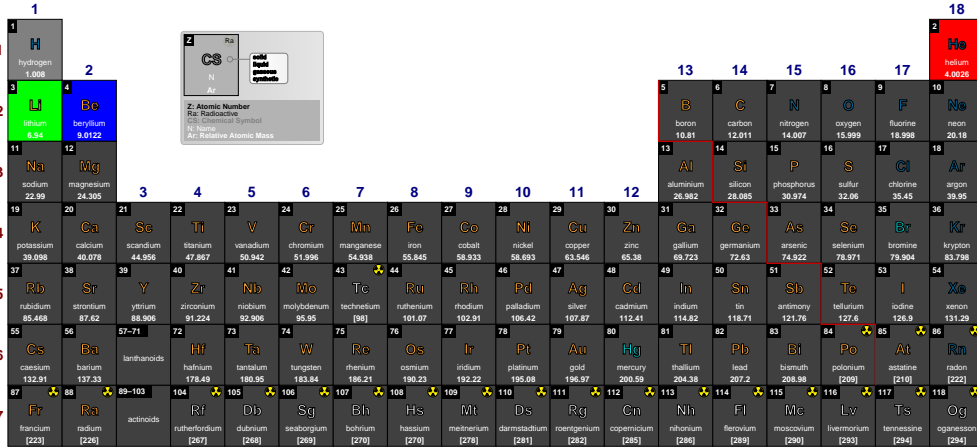 1 18
1
H
hydrogen
1.008
2
He
helium
4.0026
Z Ra
CS
N
Ar
solid
liquid
gaseous
synthetic
Z: Atomic Number
Ra: Radioactive
CS: Chemical Symbol
N: Name
Ar: Relative Atomic Mass
2 13 14 15 16 17
3 4 5 6 7 8 9 10
Li Be B C N O F Ne
lithium beryllium boron carbon nitrogen oxygen fluorine neon
6.94 9.0122 10.81 12.011 14.007 15.999 18.998 20.18
11 12 13 14 15 16 17 18
Na Mg Al Si P S Cl Ar
sodium magnesium aluminium silicon phosphorus sulfur chlorine argon
22.99 24.305 26.982 28.085 30.974 32.06 35.45 39.95
3 4 5 6 7 8 9 10 11 12
19 20 21 22 23 24 25 26 27 28 29 30 31 32 33 34 35 36
K Ca Sc Ti V Cr Mn Fe Co Ni Cu Zn Ga Ge As Se Br Kr
potassium calcium scandium titanium vanadium chromium manganese iron cobalt nickel copper zinc gallium germanium arsenic selenium bromine krypton
39.098 40.078 44.956 47.867 50.942 51.996 54.938 55.845 58.933 58.693 63.546 65.38 69.723 72.63 74.922 78.971 79.904 83.798
37 38 39 40 41 42 43 44 45 46 47 48 49 50 51 52 53 54
Rb Sr Y Zr Nb Mo Tc Ru Rh Pd Ag Cd In Sn Sb Te I Xe
rubidium strontium yttrium zirconium niobium molybdenum technetium ruthenium rhodium palladium silver cadmium indium tin antimony tellurium iodine xenon
85.468 87.62 88.906 91.224 92.906 95.95 [98] 101.07 102.91 106.42 107.87 112.41 114.82 118.71 121.76 127.6 126.9 131.29
55 56 57–71 72 73 74 75 76 77 78 79 80 81 82 83 84 85 86
Cs Ba lanthanoids Hf Ta W Re Os Ir Pt Au Hg Tl Pb Bi Po At Rn
caesium barium hafnium tantalum tungsten rhenium osmium iridium platinum gold mercury thallium lead bismuth polonium astatine radon
132.91 137.33 178.49 180.95 183.84 186.21 190.23 192.22 195.08 196.97 200.59 204.38 207.2 208.98 [209] [210] [222]
87 88 89–103 104 105 106 107 108 109 110 111 112 113 114 115 116 117 118
Fr Ra actinoids Rf Db Sg Bh Hs Mt Ds Rg Cn Nh Fl Mc Lv Ts Og
francium radium rutherfordium dubnium seaborgium bohrium hassium meitnerium darmstadtium roentgenium copernicium nihonium flerovium moscovium livermorium tennessine oganesson
[223] [226] [267] [268] [269] [270] [270] [278] [281] [282] [285] [286] [289] [290] [293] [294] [294]